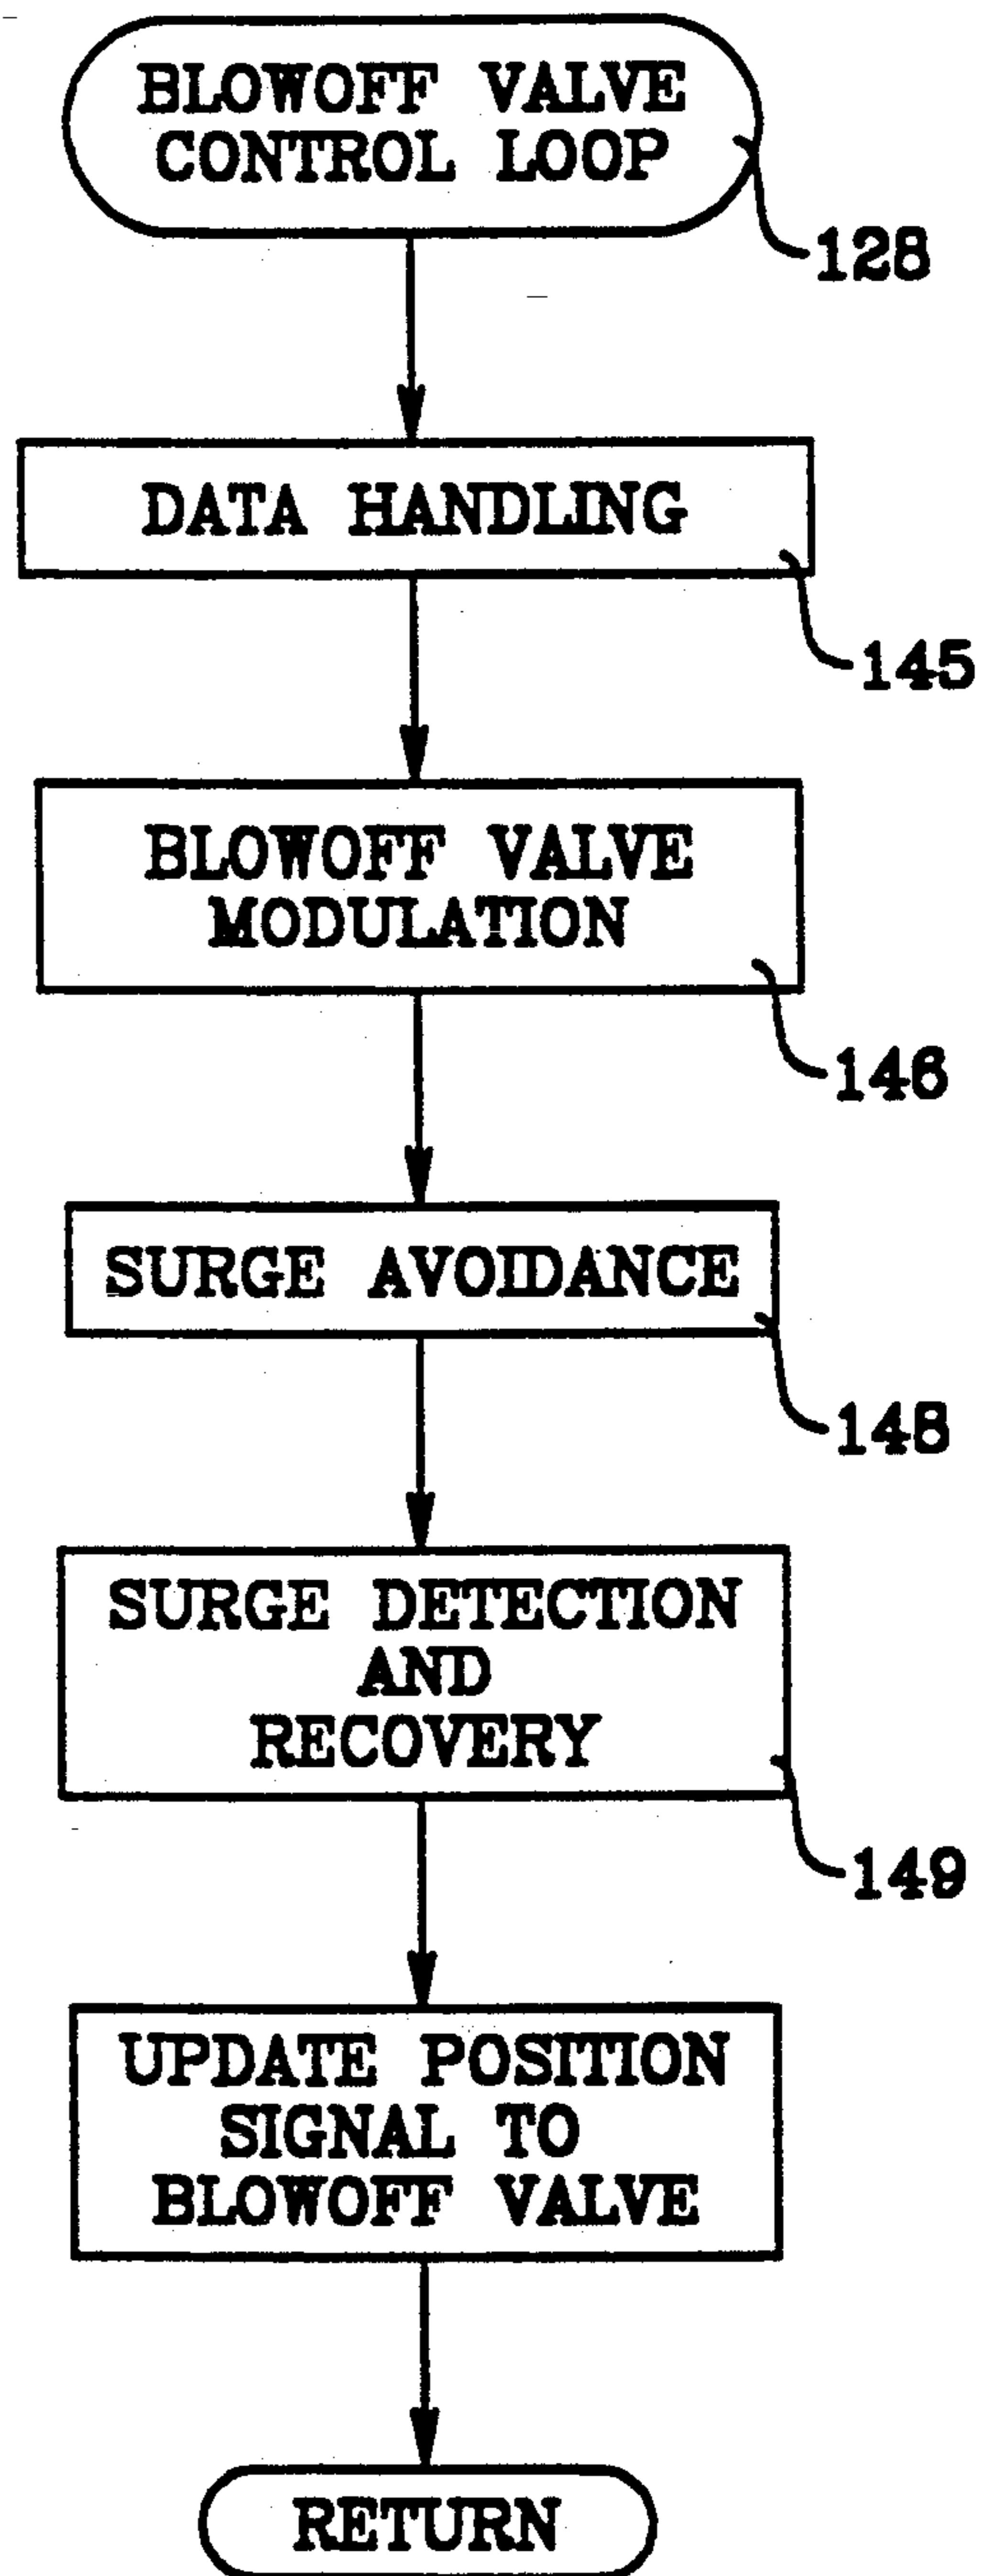 BLOWOFF VALVE
CONTROL LOOP
128
DATA HANDLING
145
BLOWOFF VALVE
MODULATION
146
SURGE AVOIDANCE
148
SURGE DETECTION
AND
RECOVERY
149
UPDATE POSITION
SIGNAL TO
BLOWOFF VALVE
RETURN